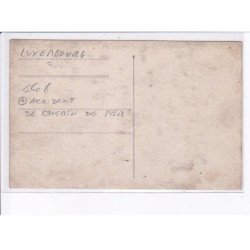 LUXEMBOURG
ACCIDENT
DE CHEMIN DE FER